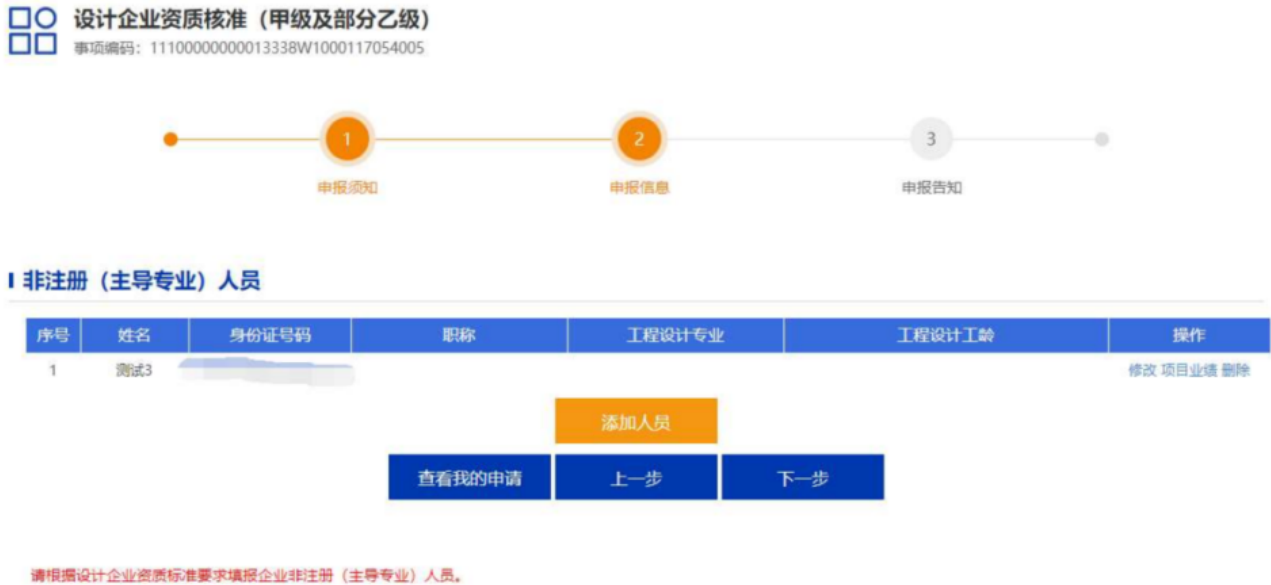 设计企业资质核准（甲级及部分乙级）
事项编码：11100000000013338W1000117054005
1 2 3
申报须知 申报信息 申报告知
非注册（主导专业）人员
序号 姓名 身份证号码 职称 工程设计专业 工程设计工龄 操作
1 测试3 修改 项目业绩 删除
添加人员
查看我的申请 上一步 下一步
请根据设计企业资质标准要求填报企业非注册（主导专业）人员。